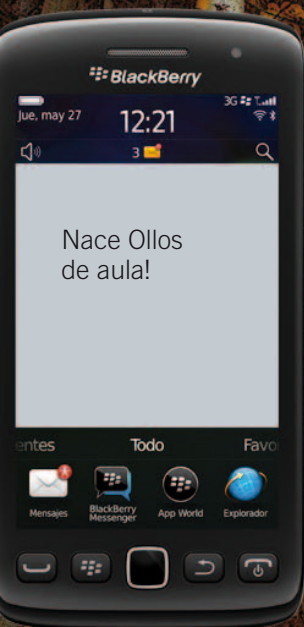 BlackBerry
3G
Jue, may 27
12:21
3
Nace Ollos
de aula!
entes Todo Favo
Mensajes BlackBerry Messenger App World Explorador